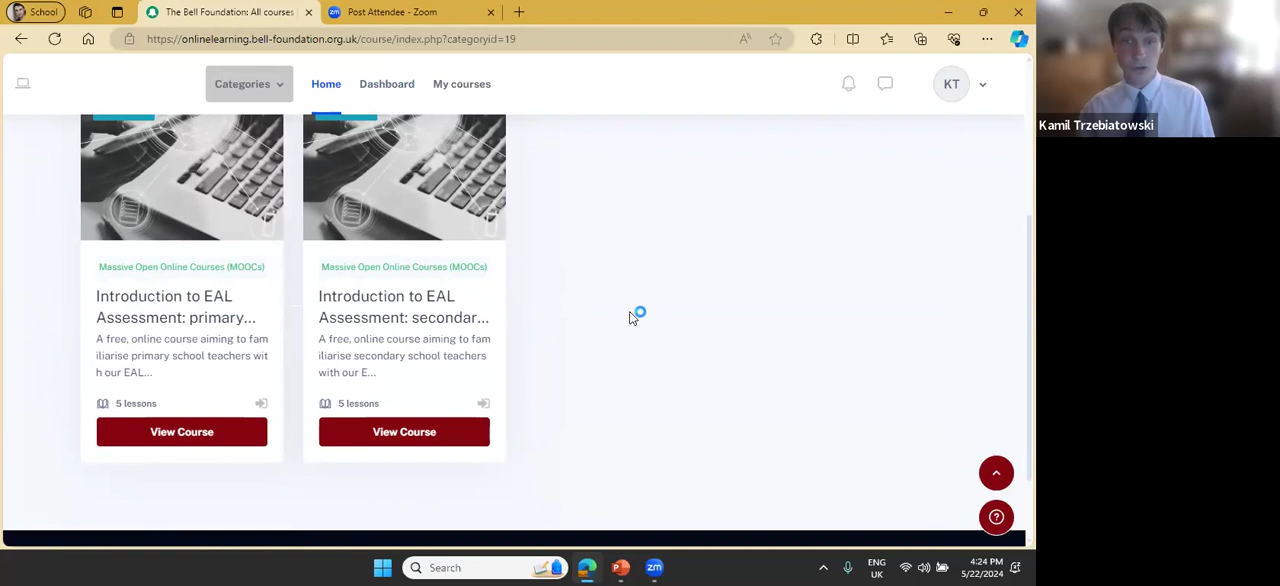 School
The Bell Foundation: All courses
Post Attendee - Zoom
https://onlinelearning.bell-foundation.org.uk/course/index.php?categoryid=19
Categories
Home
Dashboard
My courses
KT
Kamil Trzebiatowski
Massive Open Online Courses (MOOCs)
Introduction to EAL
Assessment: primary...
A free, online course aiming to fam
iliarise primary school teachers wit
h our EAL...
5 lessons
View Course
Massive Open Online Courses (MOOCs)
Introduction to EAL
Assessment: secondar...
A free, online course aiming to fam
iliarise secondary school teachers
with our E...
5 lessons
View Course
Search
zm
ENG
UK
4:24 PM
5/22/2024